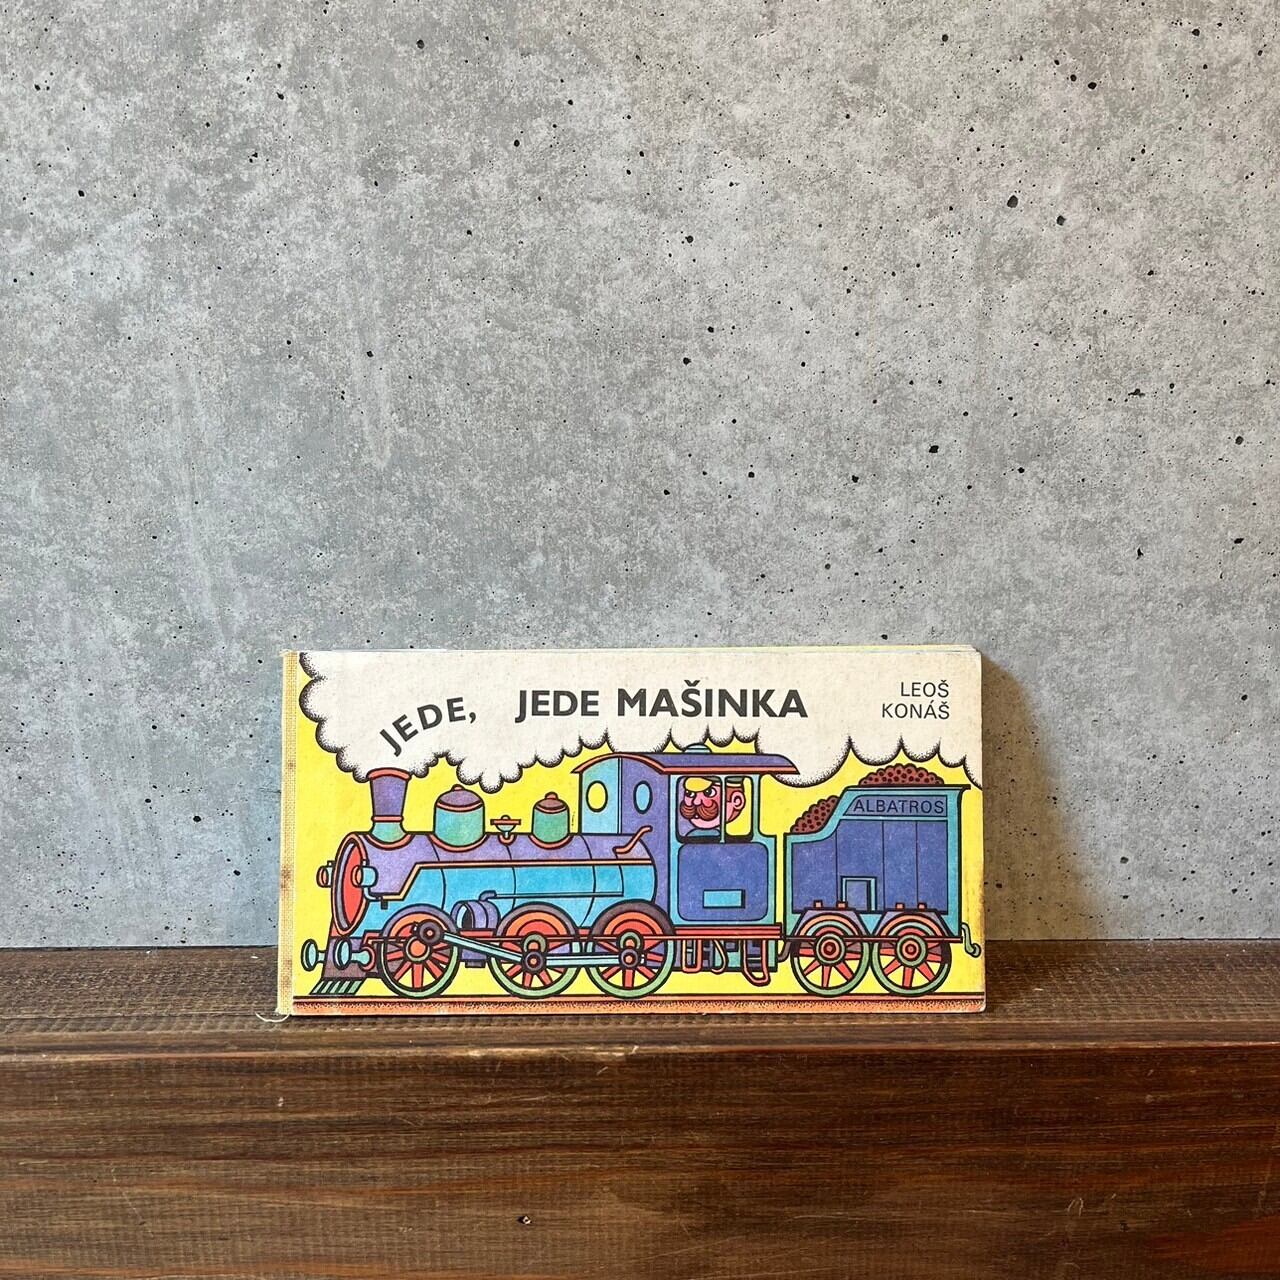 JEDE, JEDE MAŠINKA
LEOŠ
KONÁŠ
ALBATROS